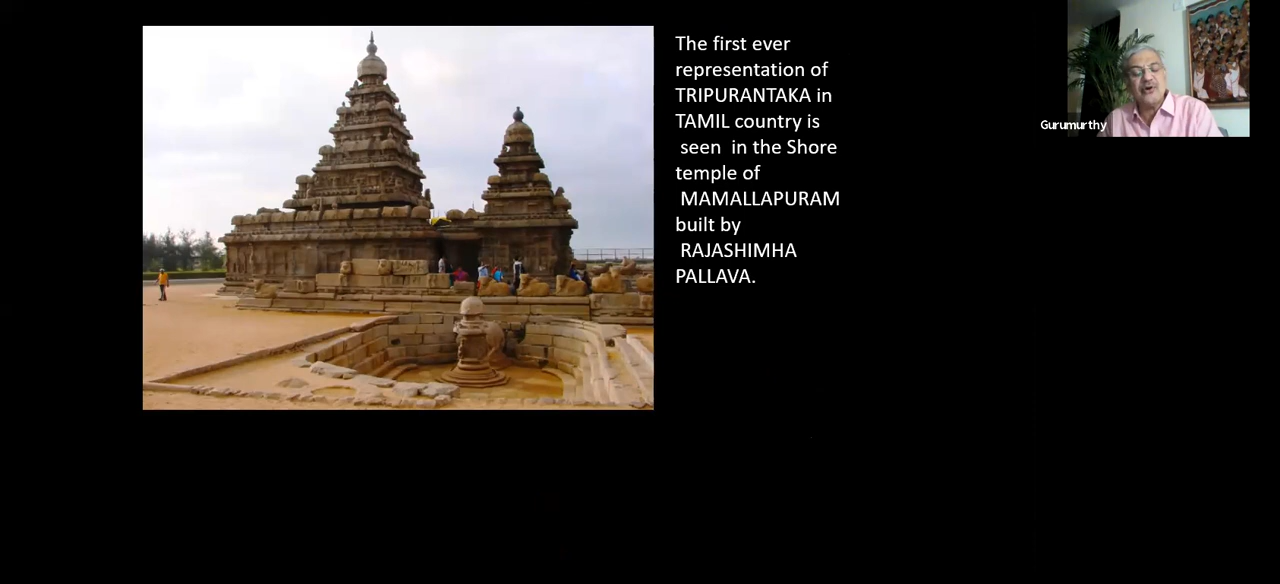 The first ever
representation of
TRIPURANTAKA in
TAMIL country is
seen in the Shore
temple of
MAMALLAPURAM
built by
RAJASHIMHA
PALLAVA.
Gurumurthy